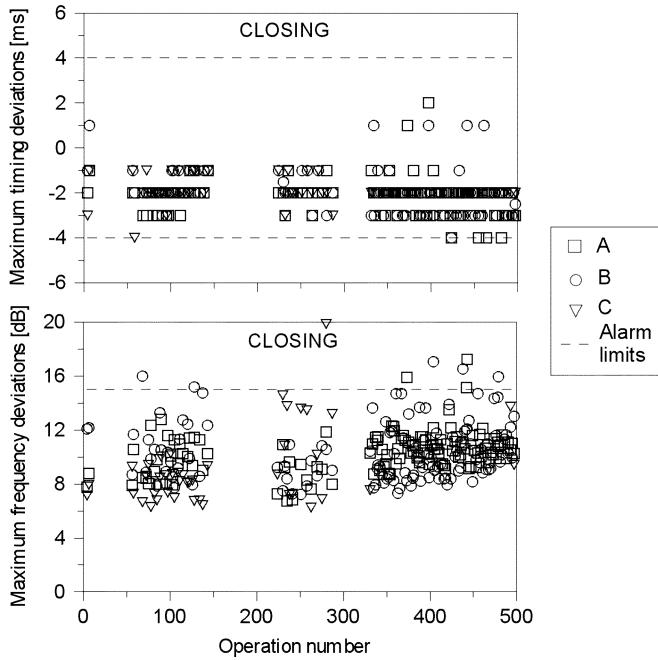 Maximum timing deviations [ms]
6
4
2
0
-2
-4
-6
CLOSING
Maximum frequency deviations [dB]
20
16
12
8
4
0
CLOSING
0
100
200
300
400
500
Operation number
A
B
C
Alarm
limits